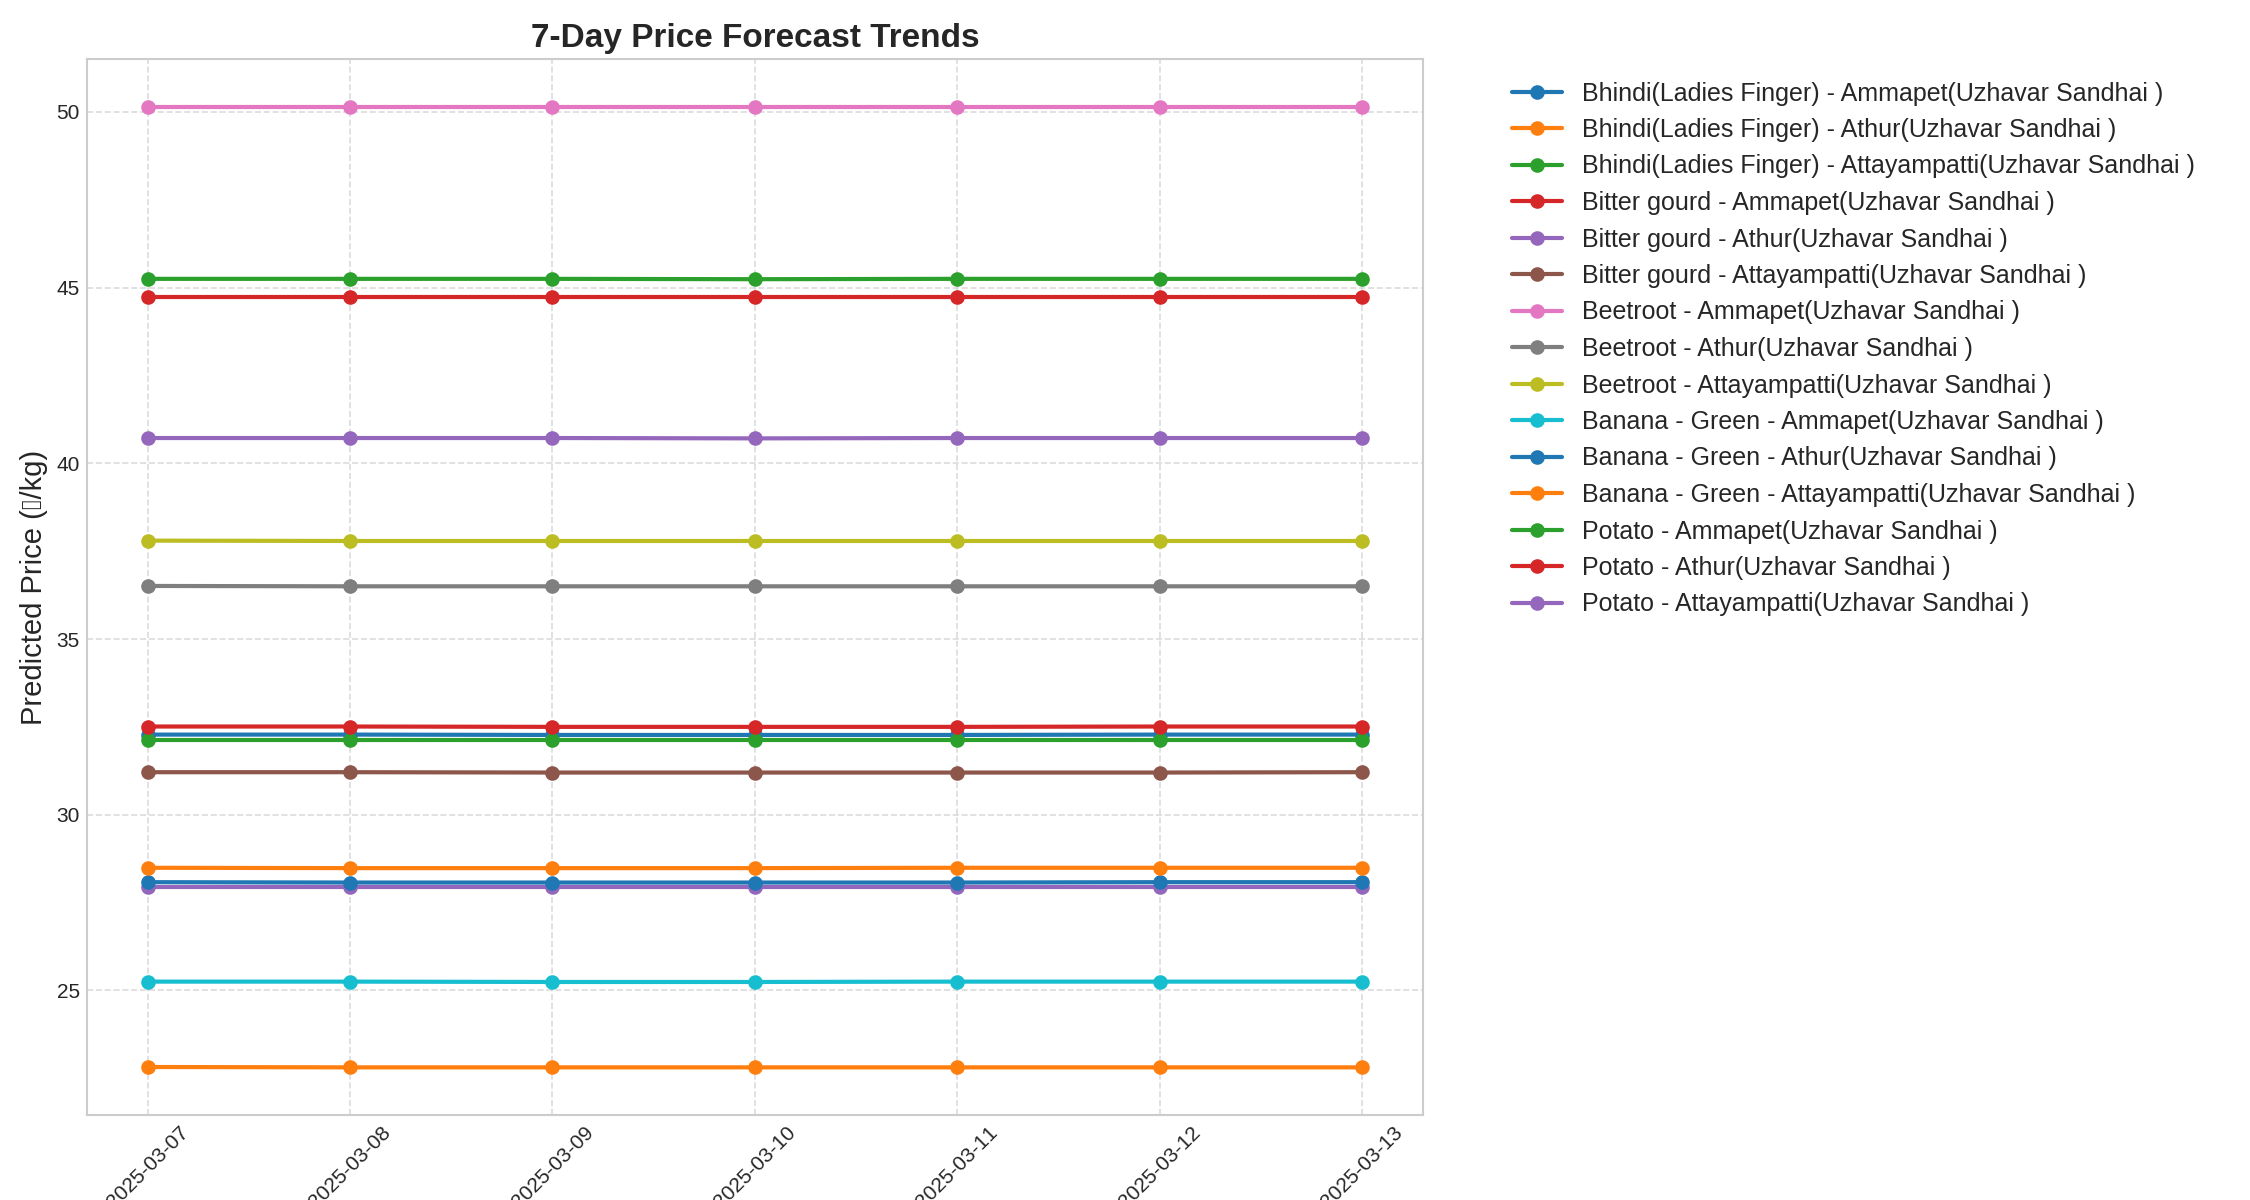 7-Day Price Forecast Trends
Predicted Price (▯/kg)
50
45
40
35
30
25
2025-03-07
2025-03-08
2025-03-09
2025-03-10
2025-03-11
2025-03-12
2025-03-13
Bhindi(Ladies Finger) - Ammapet(Uzhavar Sandhai )
Bhindi(Ladies Finger) - Athur(Uzhavar Sandhai )
Bhindi(Ladies Finger) - Attayampatti(Uzhavar Sandhai )
Bitter gourd - Ammapet(Uzhavar Sandhai )
Bitter gourd - Athur(Uzhavar Sandhai )
Bitter gourd - Attayampatti(Uzhavar Sandhai )
Beetroot - Ammapet(Uzhavar Sandhai )
Beetroot - Athur(Uzhavar Sandhai )
Beetroot - Attayampatti(Uzhavar Sandhai )
Banana - Green - Ammapet(Uzhavar Sandhai )
Banana - Green - Athur(Uzhavar Sandhai )
Banana - Green - Attayampatti(Uzhavar Sandhai )
Potato - Ammapet(Uzhavar Sandhai )
Potato - Athur(Uzhavar Sandhai )
Potato - Attayampatti(Uzhavar Sandhai )